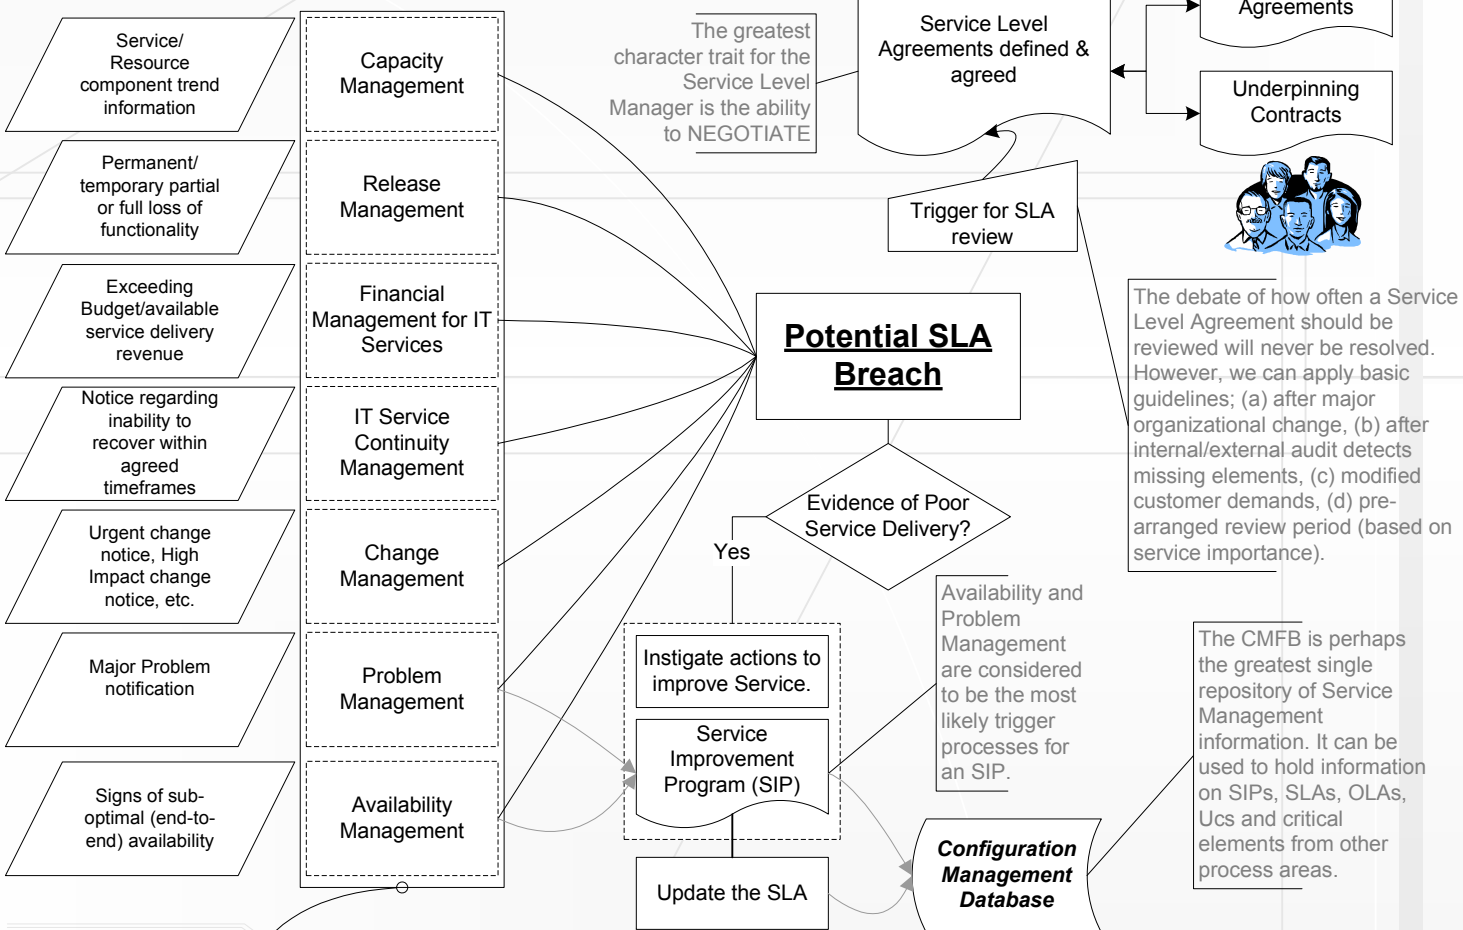 Service/
Resource
component trend
information
Capacity
Management
Permanent/
temporary partial
or full loss of
functionality
Release
Management
Exceeding
Budget/available
service delivery
revenue
Financial
Management for IT
Services
Notice regarding
inability to
recover within
agreed
timeframes
IT Service
Continuity
Management
Urgent change
notice, High
Impact change
notice, etc.
Change
Management
Major Problem
notification
Problem
Management
Signs of sub-
optimal (end-to-
end) availability
Availability
Management
The greatest
character trait for the
Service Level
Manager is the ability
to NEGOTIATE
Service Level
Agreements defined &
agreed
Agreements
Underpinning
Contracts
Trigger for SLA
review
The debate of how often a Service
Level Agreement should be
reviewed will never be resolved.
However, we can apply basic
guidelines; (a) after major
organizational change, (b) after
internal/external audit detects
missing elements, (c) modified
customer demands, (d) pre-
arranged review period (based on
service importance).
Potential SLA
Breach
Evidence of Poor
Service Delivery?
Yes
Instigate actions to
improve Service.
Service
Improvement
Program (SIP)
Update the SLA
Availability and
Problem
Management
are considered
to be the most
likely trigger
processes for
an SIP.
Configuration
Management
Database
The CMFB is perhaps
the greatest single
repository of Service
Management
information. It can be
used to hold information
on SIPs, SLAs, OLAs,
Ucs and critical
elements from other
process areas.